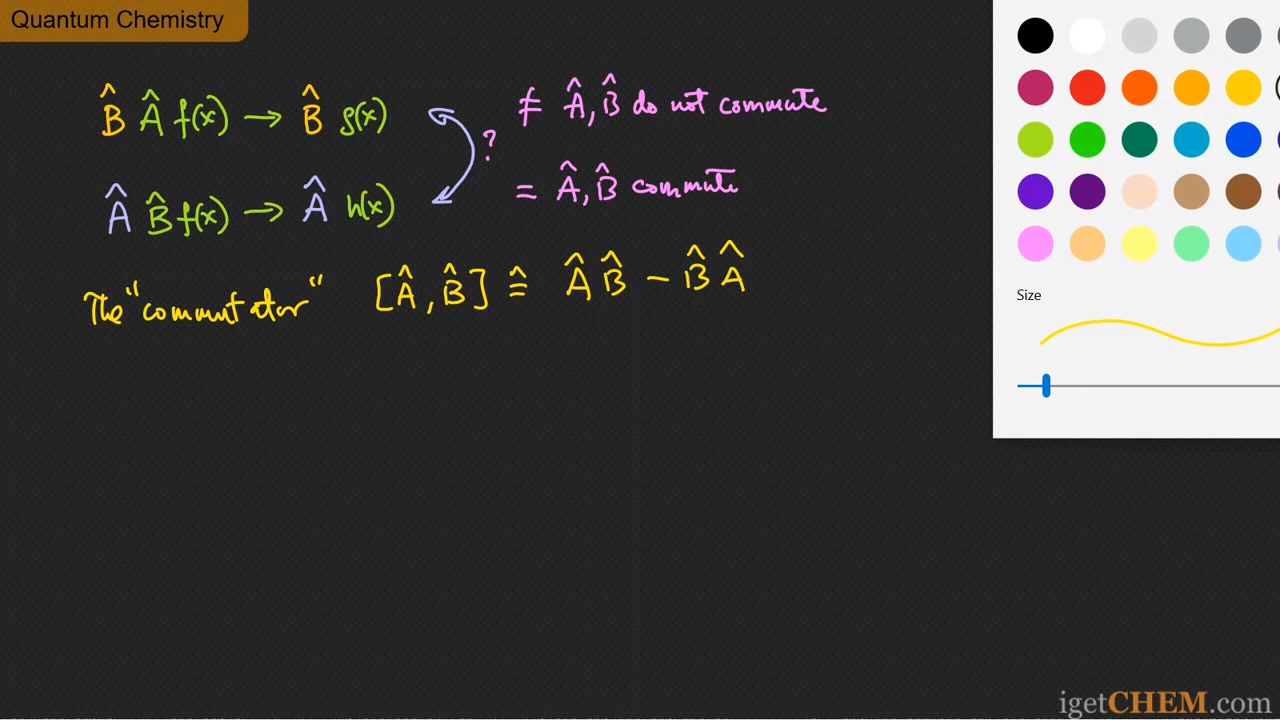 Quantum Chemistry
B̂ Â f(x) → B̂ g(x)
≠ Â, B̂ do not commute
?
= Â, B̂ commute
Â B̂ f(x) → Â h(x)
The "commutator" [Â, B̂] ≙ Â B̂ − B̂ Â
Size
igetCHEM.com